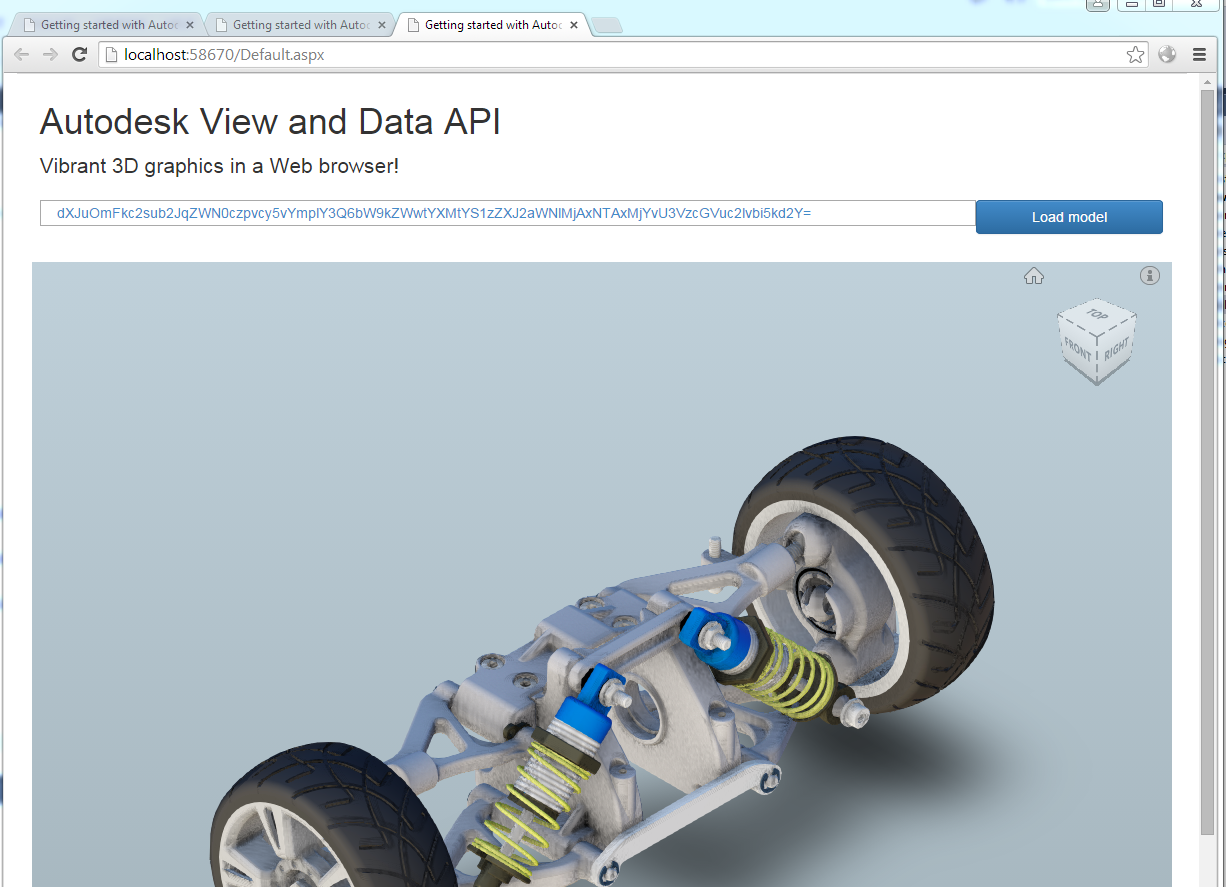 Getting started with Autoc
Getting started with Autoc
Getting started with Autoc
localhost:58670/Default.aspx
Autodesk View and Data API
Vibrant 3D graphics in a Web browser!
dXJuOmFkc2sub2JqZWN0czpvcy5vYmplY3Q6bW9kZWwtYXMtYS1zZXJ2aWNlMjAxNTAxMjYvU3VzcGVuc2lvbi5kd2Y=
Load model
TOP
FRONT
RIGHT